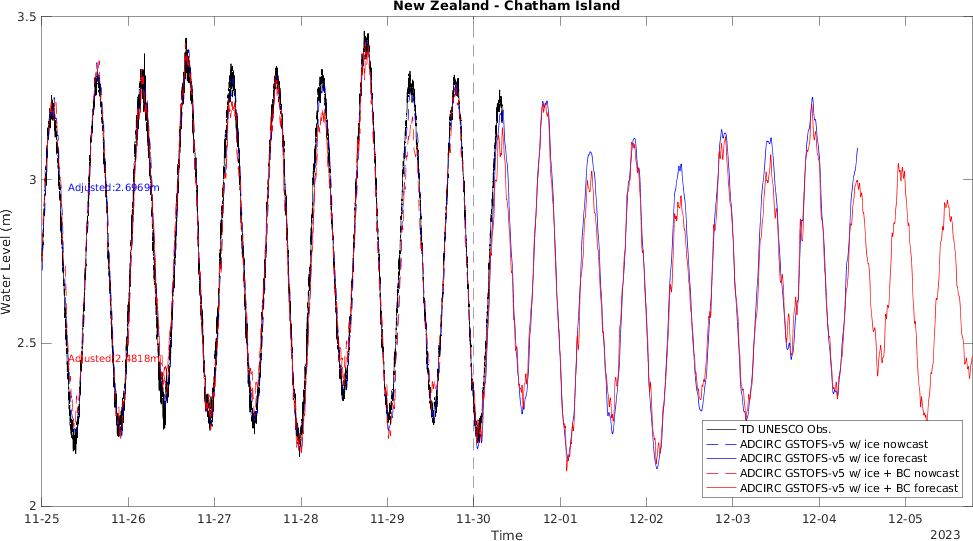 New Zealand - Chatham Island
Water Level (m)
3.5
3
2.5
2
Adjusted:2.6969m
Adjusted:2.4818m
TD UNESCO Obs.
ADCIRC GSTOFS-v5 w/ ice nowcast
ADCIRC GSTOFS-v5 w/ ice forecast
ADCIRC GSTOFS-v5 w/ ice + BC nowcast
ADCIRC GSTOFS-v5 w/ ice + BC forecast
11-25 11-26 11-27 11-28 11-29 11-30 12-01 12-02 12-03 12-04 12-05
Time
2023